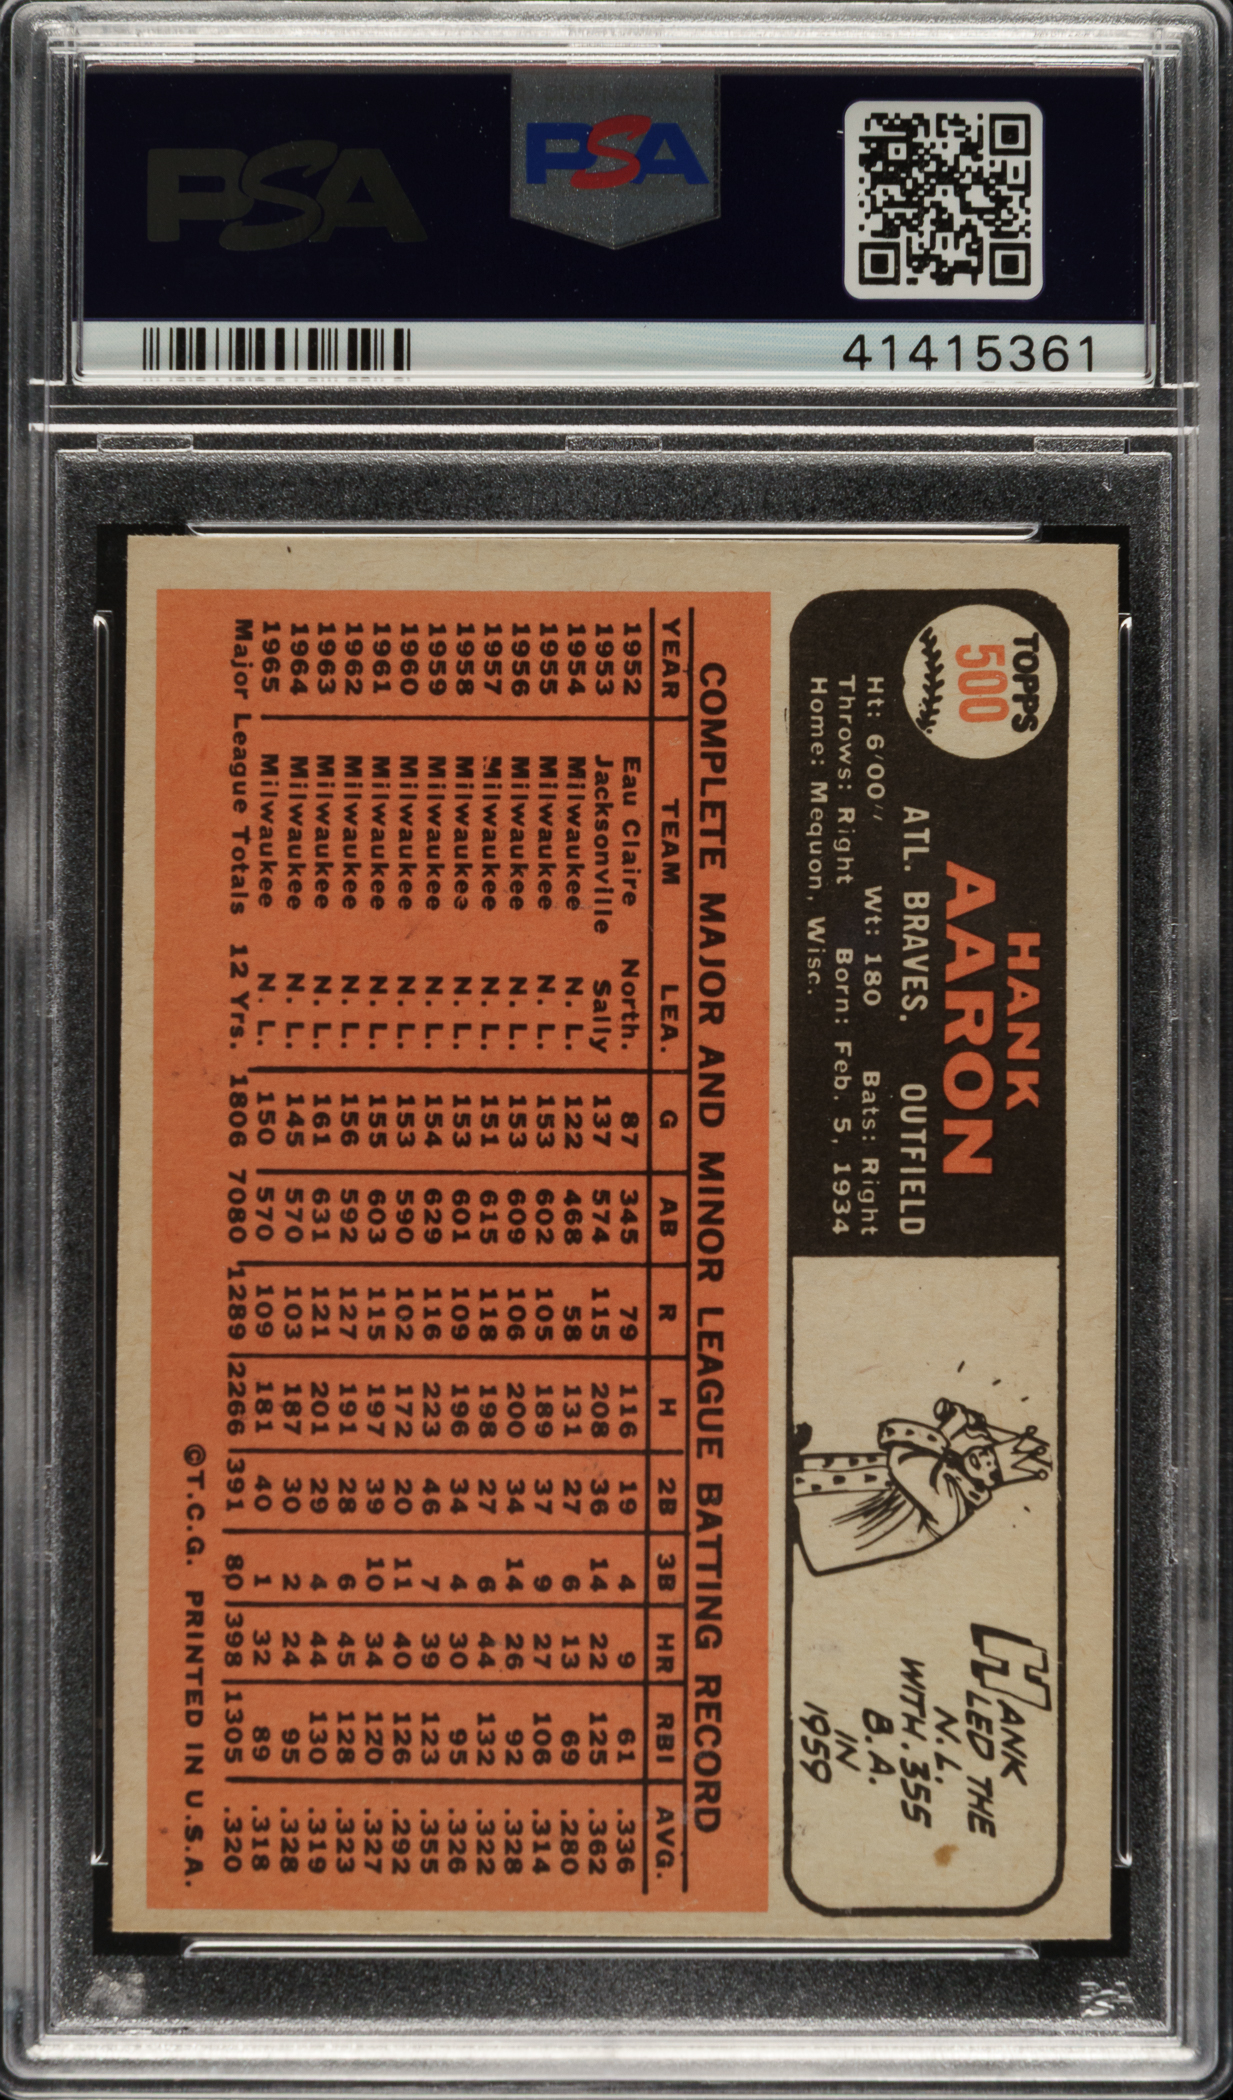 PSA
PSA
41415361
TOPPS
500
HANK
AARON
ATL. BRAVES. OUTFIELD
Ht: 6'00" Wt: 180 Bats: Right
Throws: Right Born: Feb. 5, 1934
Home: Mequon, Wisc.
HANK
LED THE
N.L.
WITH .355
B.A.
IN
1959
COMPLETE MAJOR AND MINOR LEAGUE BATTING RECORD
YEAR TEAM LEA. G AB R H 2B 3B HR RBI AVG.
1952 Eau Claire North. 87 345 79 116 19 4 9 61 .336
1953 Jacksonville Sally 137 574 115 208 36 14 22 125 .362
1954 Milwaukee N. L. 122 468 58 131 27 6 13 69 .280
1955 Milwaukee N. L. 153 602 105 189 37 9 27 106 .314
1956 Milwaukee N. L. 153 609 106 200 34 14 26 92 .328
1957 Milwaukee N. L. 151 615 118 198 27 6 44 132 .322
1958 Milwaukee N. L. 153 601 109 196 34 4 30 95 .326
1959 Milwaukee N. L. 154 629 116 223 46 7 39 123 .355
1960 Milwaukee N. L. 153 590 102 172 20 11 40 126 .292
1961 Milwaukee N. L. 155 603 115 197 39 10 34 120 .327
1962 Milwaukee N. L. 156 592 127 191 28 6 45 128 .323
1963 Milwaukee N. L. 161 631 121 201 29 4 44 130 .319
1964 Milwaukee N. L. 145 570 103 187 30 2 24 95 .328
1965 Milwaukee N. L. 150 570 109 181 40 1 32 89 .318
Major League Totals 12 Yrs. 1806 7080 1289 2266 391 80 398 1305 .320
©T.C.G. PRINTED IN U.S.A.
PSA